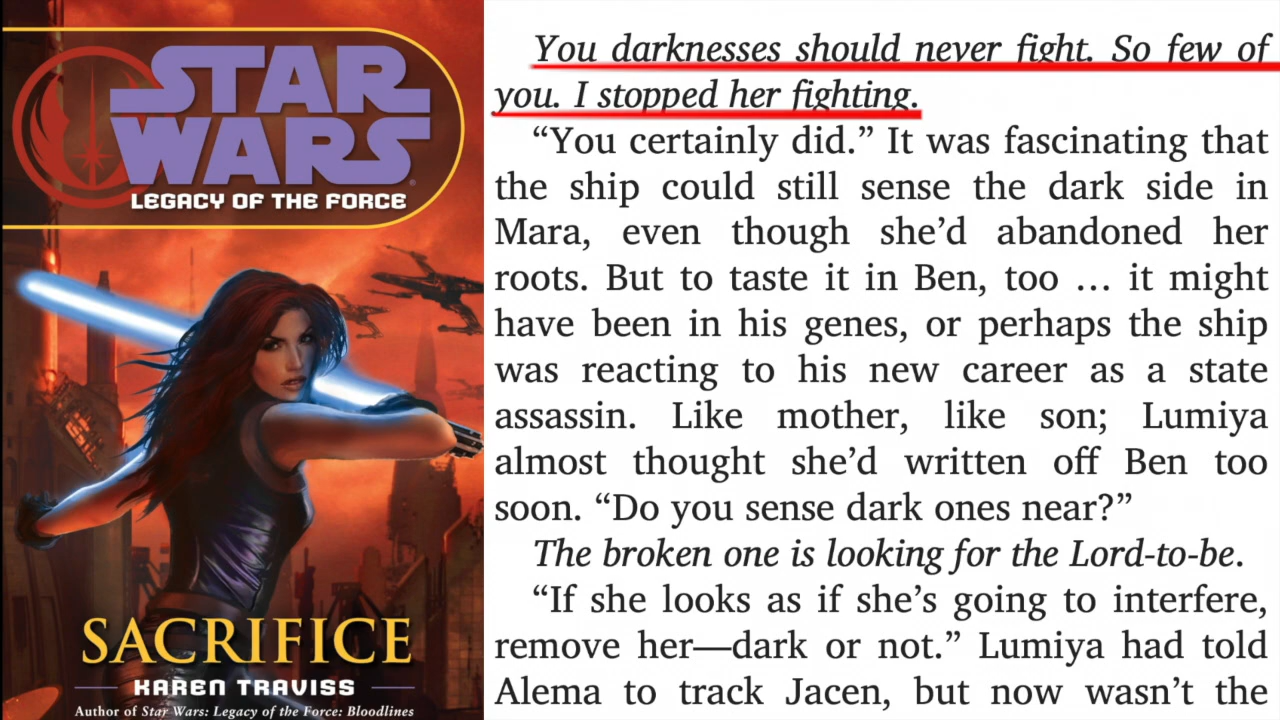 STAR
WARS
LEGACY OF THE FORCE
SACRIFICE
KAREN TRAVISS
Author of Star Wars: Legacy of the Force: Bloodlines
You darknesses should never fight. So few of
you. I stopped her fighting.
“You certainly did.” It was fascinating that
the ship could still sense the dark side in
Mara, even though she’d abandoned her
roots. But to taste it in Ben, too … it might
have been in his genes, or perhaps the ship
was reacting to his new career as a state
assassin. Like mother, like son; Lumiya
almost thought she’d written off Ben too
soon. “Do you sense dark ones near?”
The broken one is looking for the Lord-to-be.
“If she looks as if she’s going to interfere,
remove her—dark or not.” Lumiya had told
Alema to track Jacen, but now wasn’t the